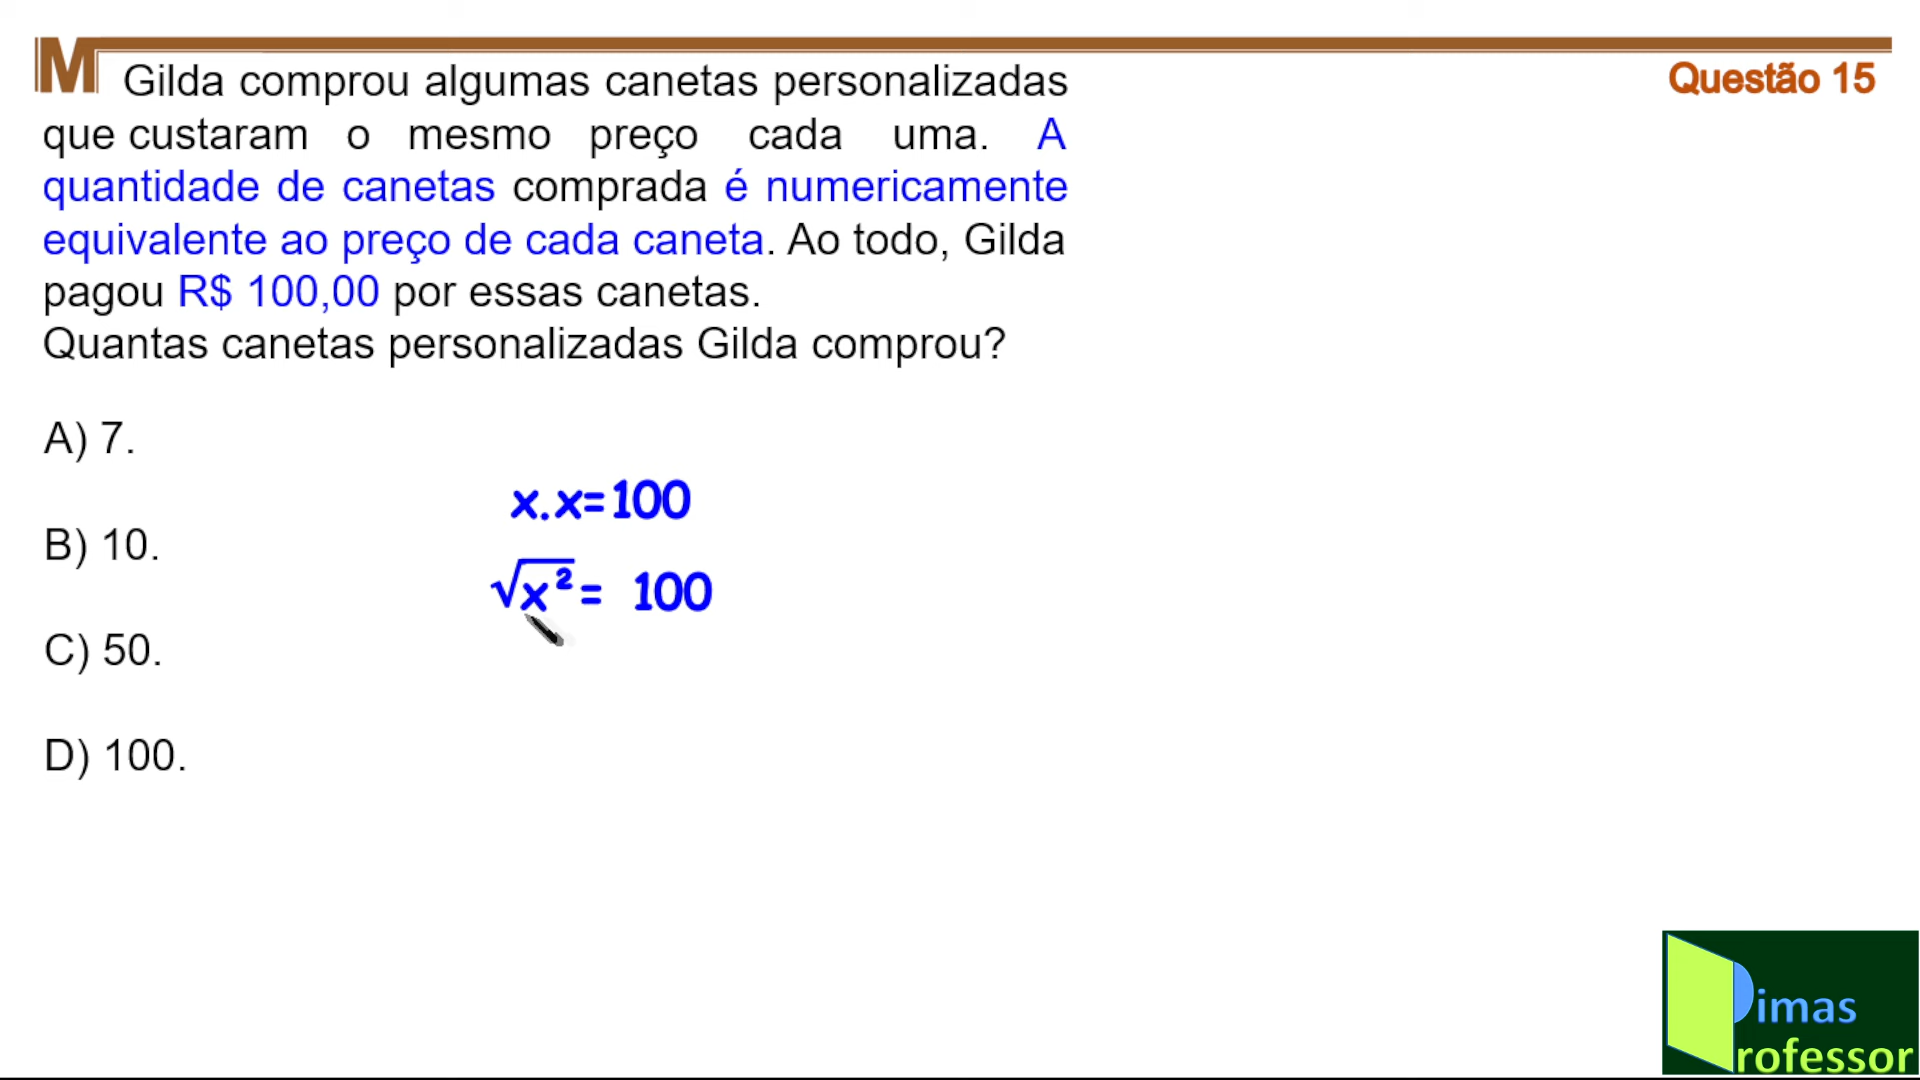 M
Questão 15
Gilda comprou algumas canetas personalizadas
que custaram o mesmo preço cada uma. A
quantidade de canetas comprada é numericamente
equivalente ao preço de cada caneta. Ao todo, Gilda
pagou R$ 100,00 por essas canetas.
Quantas canetas personalizadas Gilda comprou?
A) 7.
B) 10.
C) 50.
D) 100.
x.x=100
√x²= 100
Dimas
Professor